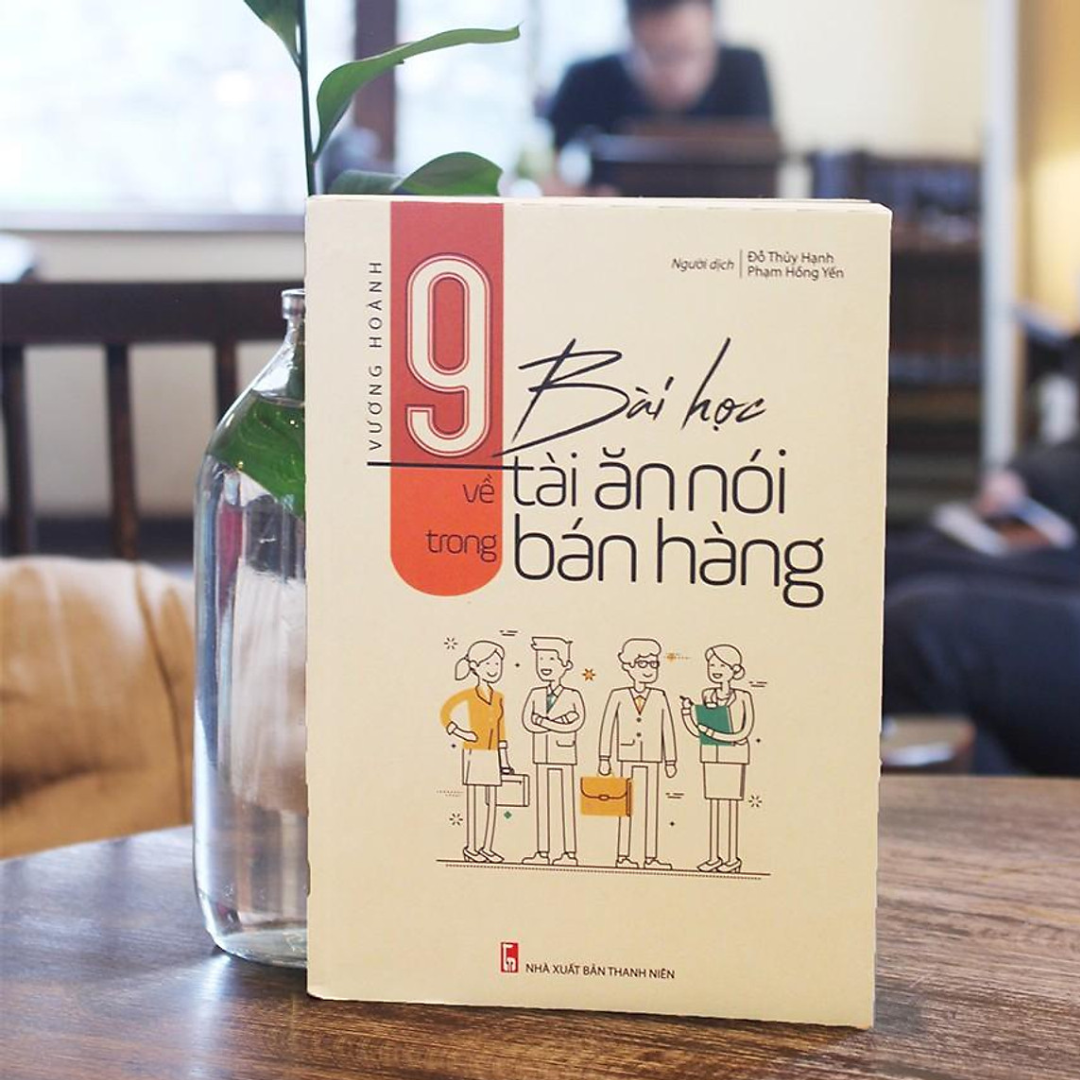 VƯƠNG HOÀNH
Người dịch
Đỗ Thủy Hạnh
Phạm Hồng Yến
9 Bài học
về tài ăn nói
trong bán hàng
NHÀ XUẤT BẢN THANH NIÊN